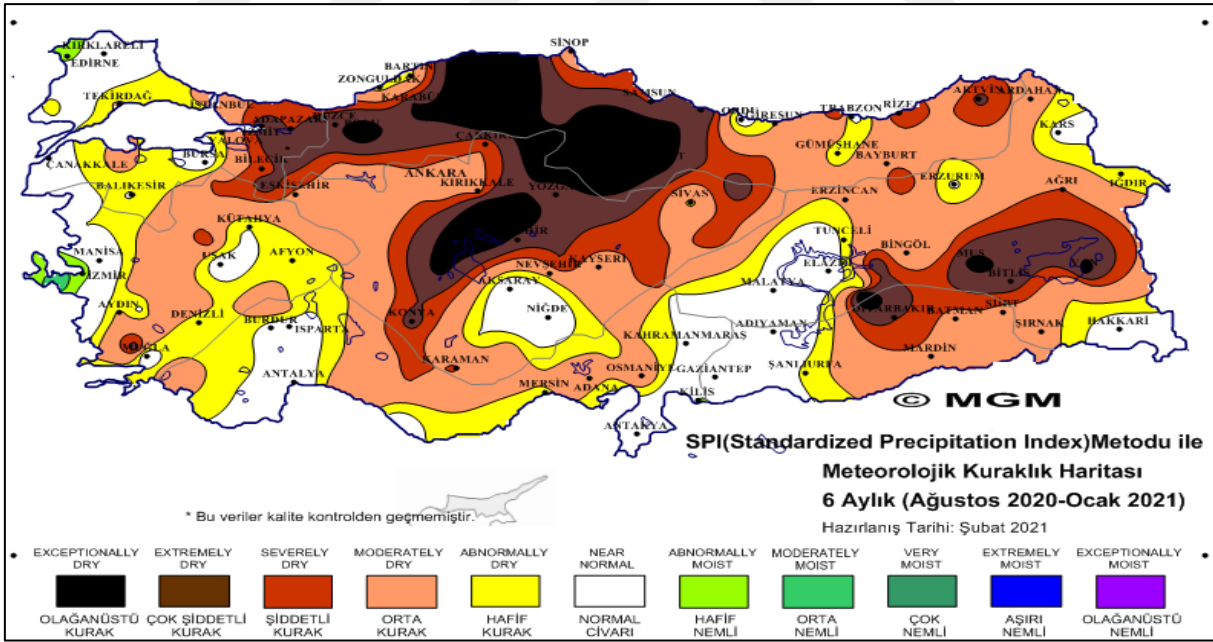 SİNOP
KIRKLARELİ
EDİRNE
BARTIN
ZONGULDAK
TEKİRDAĞ
İSTANBUL
SAMSUN
ORDU
GİRESUN
TRABZON
RİZE
ARTVİN
ARDAHAN
KARS
İZMİT
YALOVA
BURSA
BİLECİK
ÇANAKKALE
BALIKESİR
ESKİŞEHİR
ANKARA
KIRIKKALE
SİVAS
GÜMÜŞHANE
BAYBURT
ERZİNCAN
ERZURUM
AĞRI
IĞDIR
KÜTAHYA
MANİSA
UŞAK
AFYON
İZMİR
NEVŞEHİR
KAYSERİ
AKSARAY
NİĞDE
TUNCELİ
BİNGÖL
MUŞ
BİTLİS
VAN
ELAZIĞ
MALATYA
AYDIN
DENİZLİ
BURDUR
ISPARTA
KONYA
KAHRAMANMARAŞ
ADIYAMAN
DİYARBAKIR
BATMAN
SİİRT
ŞIRNAK
HAKKARİ
MUĞLA
ANTALYA
KARAMAN
MERSİN
ADANA
OSMANİYE
GAZİANTEP
KİLİS
ŞANLIURFA
MARDİN
ANTAKYA
© MGM
SPI(Standardized Precipitation Index)Metodu ile
Meteorolojik Kuraklık Haritası
6 Aylık (Ağustos 2020-Ocak 2021)
Hazırlanış Tarihi: Şubat 2021
* Bu veriler kalite kontrolden geçmemiştir.
EXCEPTIONALLY DRY
EXTREMELY DRY
SEVERELY DRY
MODERATELY DRY
ABNORMALLY DRY
NEAR NORMAL
ABNORMALLY MOIST
MODERATELY MOIST
VERY MOIST
EXTREMELY MOIST
EXCEPTIONALLY MOIST
OLAĞANÜSTÜ KURAK
ÇOK ŞİDDETLİ KURAK
ŞİDDETLİ KURAK
ORTA KURAK
HAFİF KURAK
NORMAL CİVARI
HAFİF NEMLİ
ORTA NEMLİ
ÇOK NEMLİ
AŞIRI NEMLİ
OLAĞANÜSTÜ NEMLİ